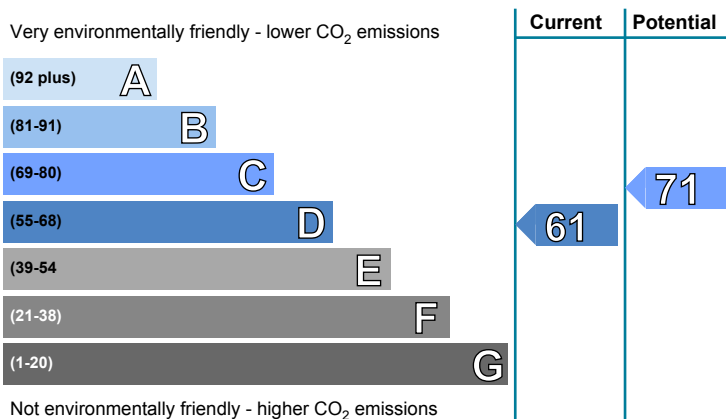 Current Potential
Very environmentally friendly - lower CO2 emissions
(92 plus) A
(81-91) B
(69-80) C
71
(55-68) D
61
(39-54 E
(21-38) F
(1-20) G
Not environmentally friendly - higher CO2 emissions